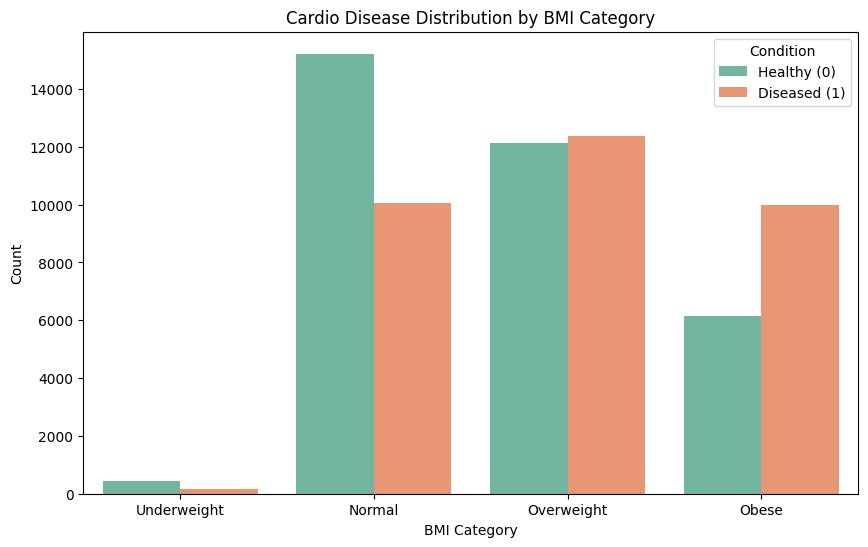 Cardio Disease Distribution by BMI Category
Condition
Healthy (0)
Diseased (1)
Count
14000
12000
10000
8000
6000
4000
2000
0
Underweight
Normal
Overweight
Obese
BMI Category